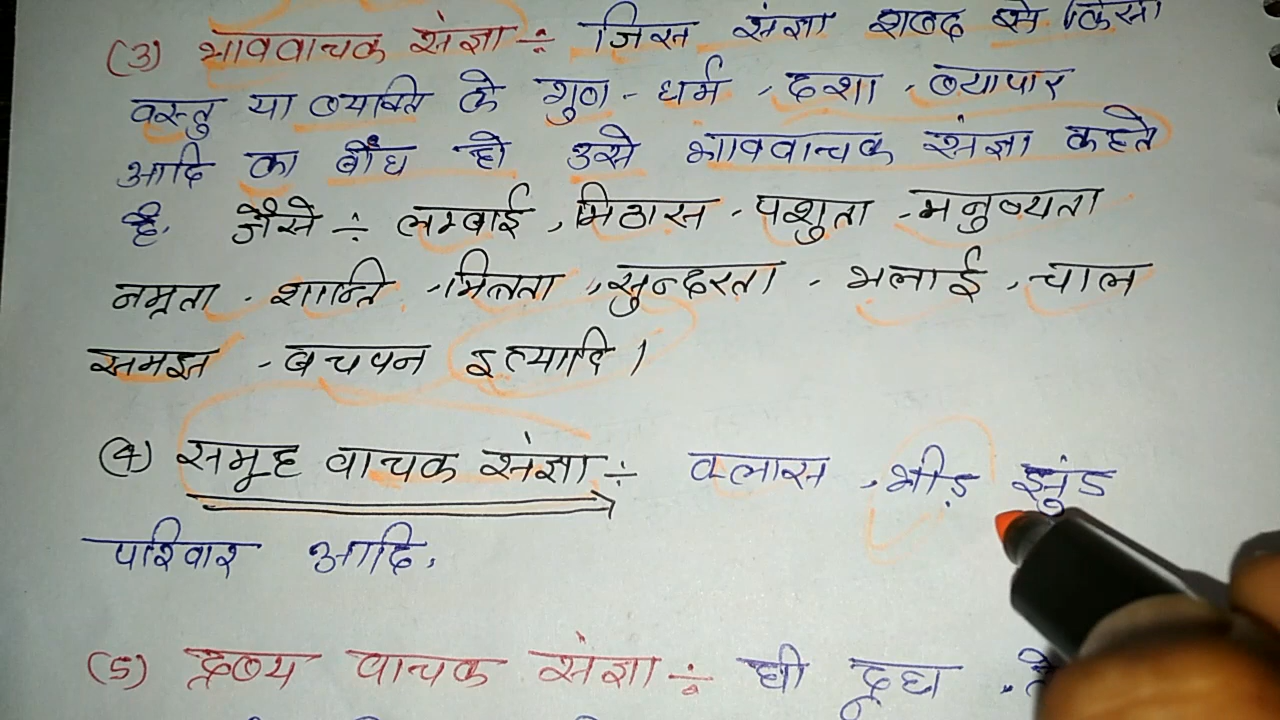 (3) भाववाचक संज्ञा ÷ जिस संज्ञा शब्द से किसी
वस्तु या व्यक्ति के गुण - धर्म , दशा , व्यापार
आदि का बोंध हो उसे भाववाचक संज्ञा कहते
है. जैसे ÷ लम्बाई , मिठास - पशुता - मनुष्यता
नम्रता - शान्ति - मित्रता , सुन्दरता - भलाई , चाल
समझ - बचपन इत्यादि ।
(4) समूह वाचक संज्ञा ÷ क्लास , भीड़ झुंड
परिवार आदि.
(5) द्रव्य वाचक संज्ञा ÷ घी दूध ,